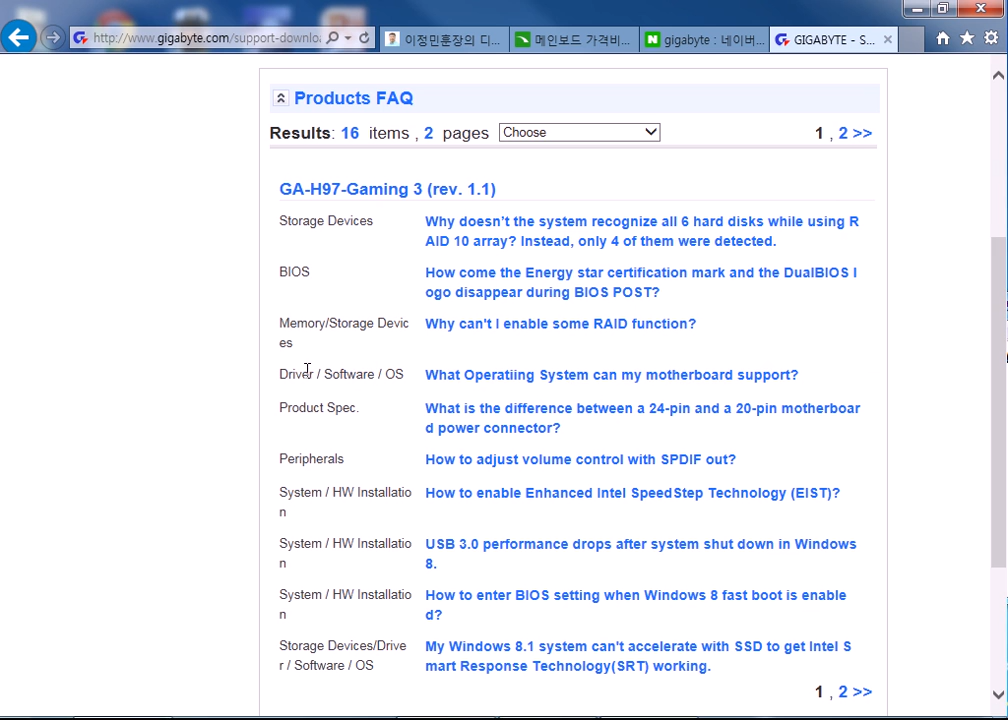 http://www.gigabyte.com/support-downloa
이정민훈장의 디...
메인보드 가격비...
gigabyte : 네이버...
GIGABYTE - S...
Products FAQ
Results: 16 items , 2 pages Choose 1 , 2 >>
GA-H97-Gaming 3 (rev. 1.1)
Storage Devices
Why doesn't the system recognize all 6 hard disks while using R
AID 10 array? Instead, only 4 of them were detected.
BIOS
How come the Energy star certification mark and the DualBIOS l
ogo disappear during BIOS POST?
Memory/Storage Devic
es
Why can't I enable some RAID function?
Driver / Software / OS
What Operatiing System can my motherboard support?
Product Spec.
What is the difference between a 24-pin and a 20-pin motherboar
d power connector?
Peripherals
How to adjust volume control with SPDIF out?
System / HW Installatio
n
How to enable Enhanced Intel SpeedStep Technology (EIST)?
System / HW Installatio
n
USB 3.0 performance drops after system shut down in Windows
8.
System / HW Installatio
n
How to enter BIOS setting when Windows 8 fast boot is enable
d?
Storage Devices/Drive
r / Software / OS
My Windows 8.1 system can't accelerate with SSD to get Intel S
mart Response Technology(SRT) working.
1 , 2 >>